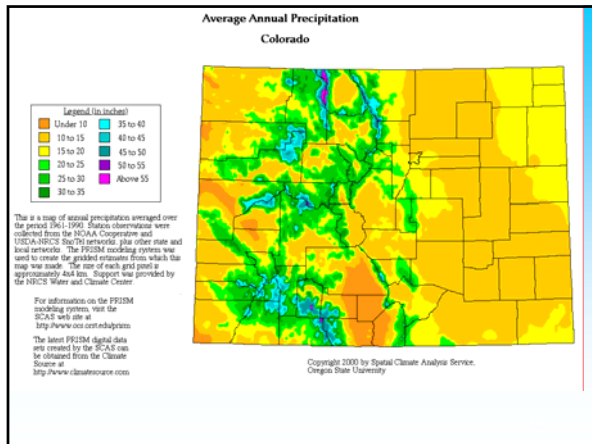 Average Annual Precipitation
Colorado
Legend (in inches)
Under 10
10 to 15
15 to 20
20 to 25
25 to 30
30 to 35
35 to 40
40 to 45
45 to 50
50 to 55
Above 55
This is a map of annual precipitation averaged over
the period 1961-1990. Station observations were
collected from the NOAA Cooperative and
USDA-NRCS SnoTel networks, plus other state and
local networks. The PRISM modeling system was
used to create the gridded estimates from which this
map was made. The size of each grid pixel is
approximately 4x4 km. Support was provided by
the NRCS Water and Climate Center.
For information on the PRISM
modeling system, visit the
SCAS web site at
http://www.ocs.orst.edu/prism
The latest PRISM digital data
sets created by the SCAS can
be obtained from the Climate
Source at
http://www.climatesource.com
Copyright 2000 by Spatial Climate Analysis Service,
Oregon State University